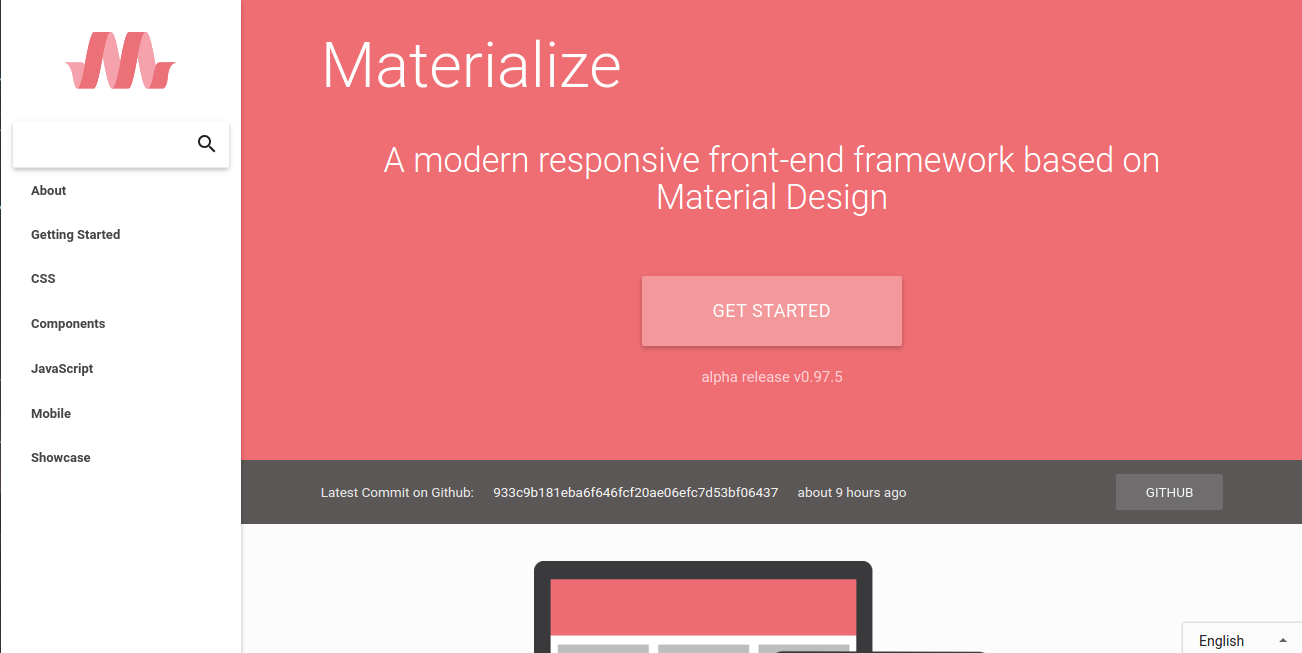 About
Getting Started
CSS
Components
JavaScript
Mobile
Showcase
Materialize
A modern responsive front-end framework based on
Material Design
GET STARTED
alpha release v0.97.5
Latest Commit on Github: 933c9b181eba6f646fcf20ae06efc7d53bf06437 about 9 hours ago GITHUB
English